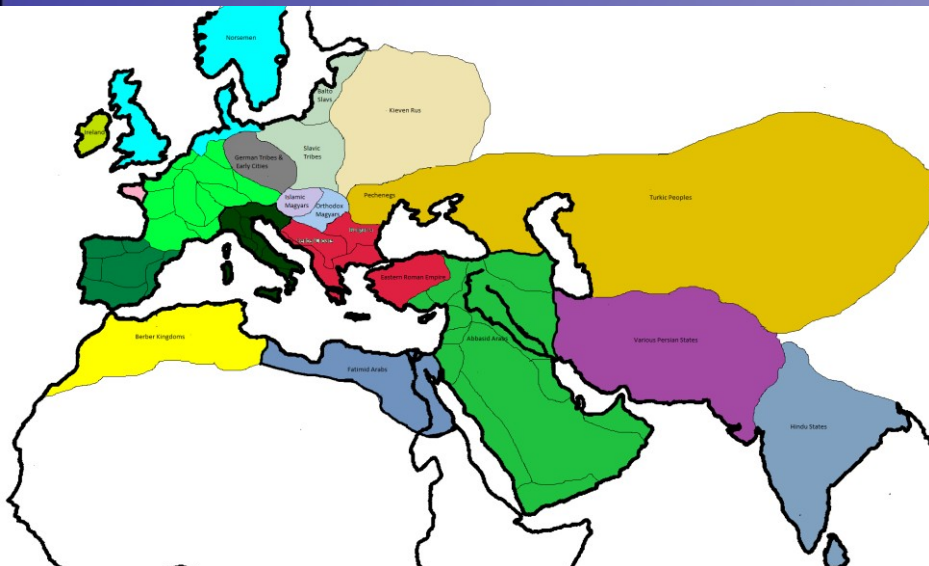 Norsemen
Balto
Slavs
Kieven Rus
Ireland
Slavic
Tribes
German Tribes &
Early Cities
Islamic
Magyars
Orthodox
Magyars
Pechenegs
Turkic Peoples
Eastern Roman Empire
Berber Kingdoms
Fatimid Arabs
Abbasid Arabs
Various Persian States
Hindu States